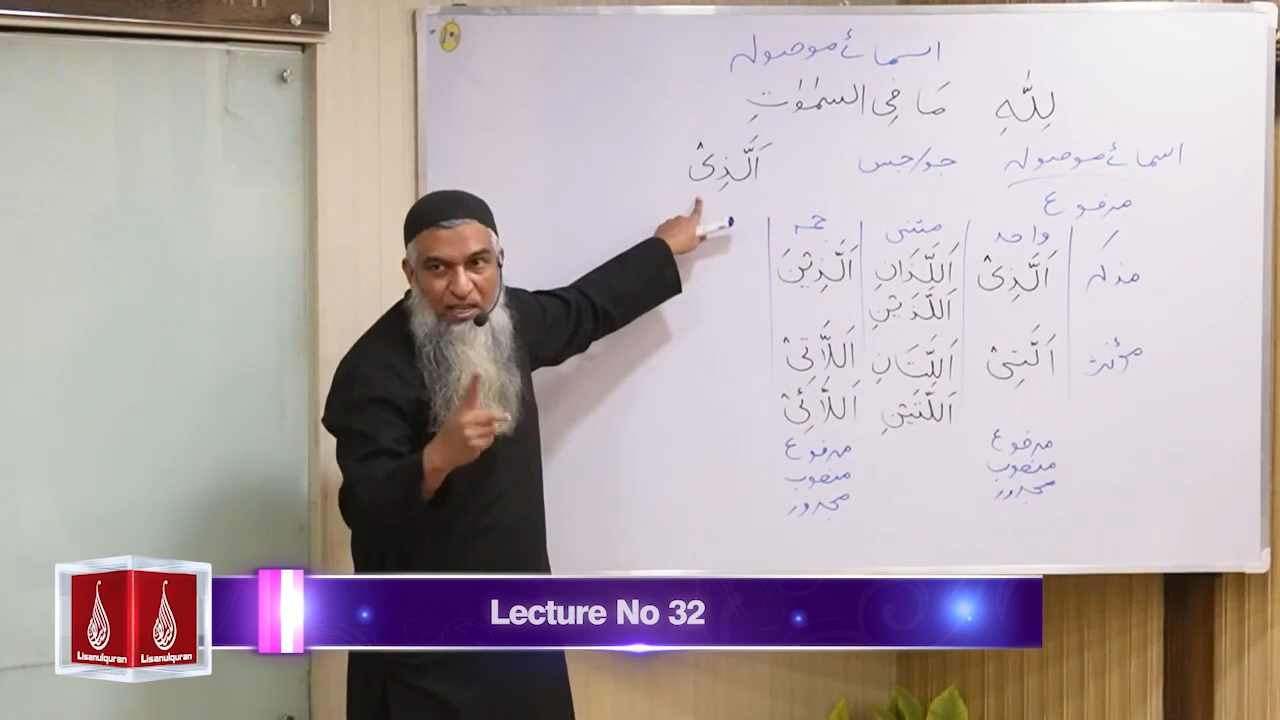 ۱۰
اسمائے موصولہ
لِلّٰہِ مَا فِی السَّمٰوٰتِ
اسمائے موصولہ جو/جس اَلَّذِیْ
مرفوع
واحد مثنی جمع
مذکر اَلَّذِیْ اَللَّذَانِ اَلَّذِیْنَ
اَللَّذَیْنِ
مؤنث اَلَّتِیْ اَللَّتَانِ اَللَّاتِیْ
اَللَّتَیْنِ اَللَّائِیْ
مرفوع مرفوع
منصوب منصوب
مجرور مجرور
Lecture No 32
Lisanulquran Lisanulquran